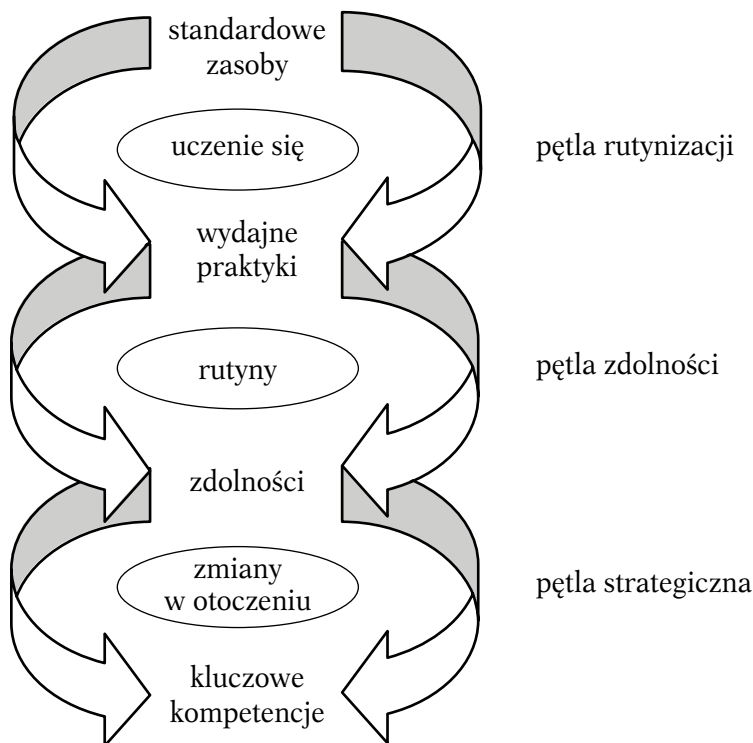 standardowe
zasoby
uczenie się
pętla rutynizacji
wydajne
praktyki
rutyny
pętla zdolności
zdolności
zmiany
w otoczeniu
pętla strategiczna
kluczowe
kompetencje